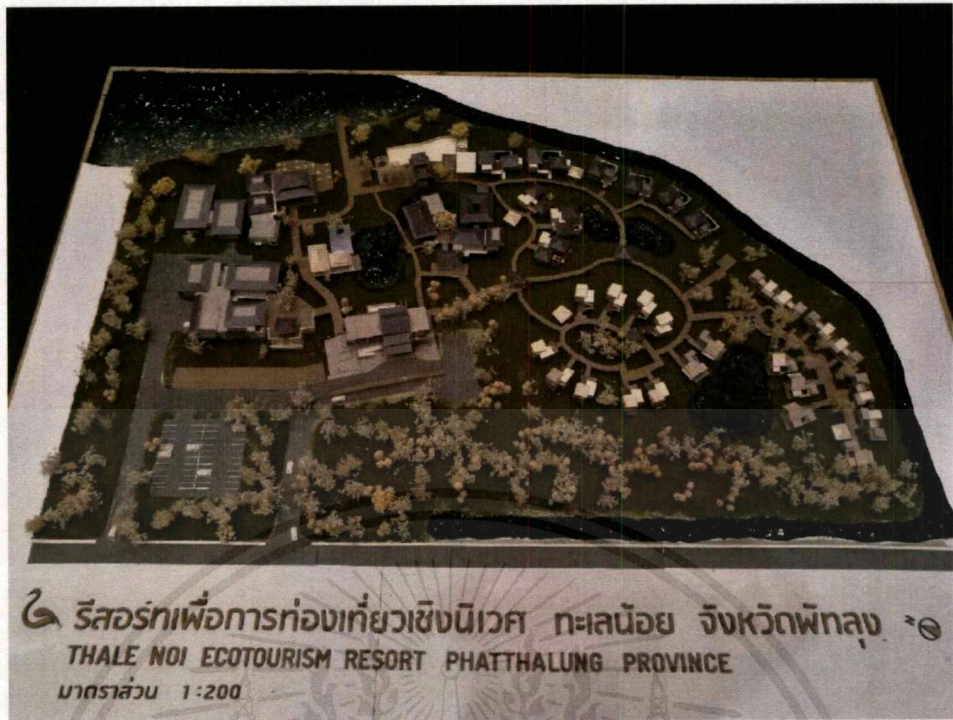 รีสอร์ทเพื่อการท่องเที่ยวเชิงนิเวศ ทะเลน้อย จังหวัดพัทลุง
N
THALE NOI ECOTOURISM RESORT PHATTHALUNG PROVINCE
มาตราส่วน 1:200